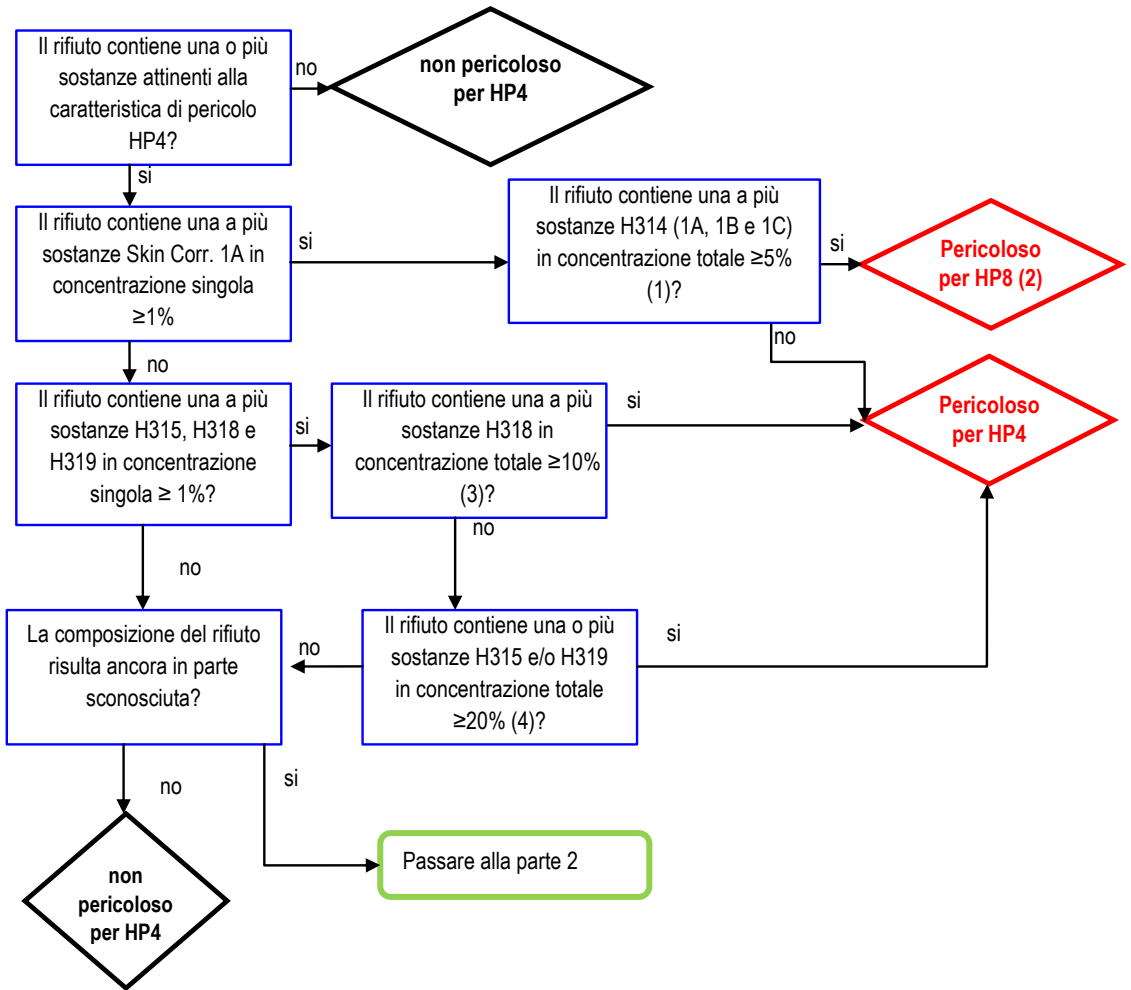 Il rifiuto contiene una o più
sostanze attinenti alla
caratteristica di pericolo
HP4?
no
non pericoloso
per HP4
si
Il rifiuto contiene una a più
sostanze Skin Corr. 1A in
concentrazione singola
≥1%
si
Il rifiuto contiene una a più
sostanze H314 (1A, 1B e 1C)
in concentrazione totale ≥5%
(1)?
si
Pericoloso
per HP8 (2)
no
no
Il rifiuto contiene una a più
sostanze H315, H318 e
H319 in concentrazione
singola ≥ 1%?
si
Il rifiuto contiene una a più
sostanze H318 in
concentrazione totale ≥10%
(3)?
si
Pericoloso
per HP4
no
no
La composizione del rifiuto
risulta ancora in parte
sconosciuta?
no
Il rifiuto contiene una o più
sostanze H315 e/o H319
in concentrazione totale
≥20% (4)?
si
no
si
non
pericoloso
per HP4
Passare alla parte 2